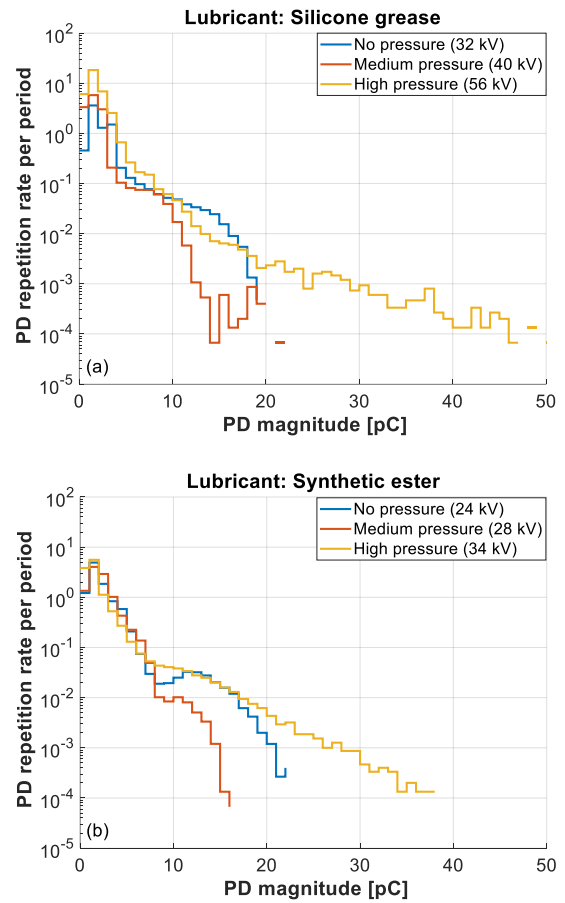 Lubricant: Silicone grease
No pressure (32 kV)
Medium pressure (40 kV)
High pressure (56 kV)
PD repetition rate per period
10^2
10^1
10^0
10^-1
10^-2
10^-3
10^-4
10^-5
(a)
0 10 20 30 40 50
PD magnitude [pC]
Lubricant: Synthetic ester
No pressure (24 kV)
Medium pressure (28 kV)
High pressure (34 kV)
PD repetition rate per period
10^2
10^1
10^0
10^-1
10^-2
10^-3
10^-4
10^-5
(b)
0 10 20 30 40 50
PD magnitude [pC]